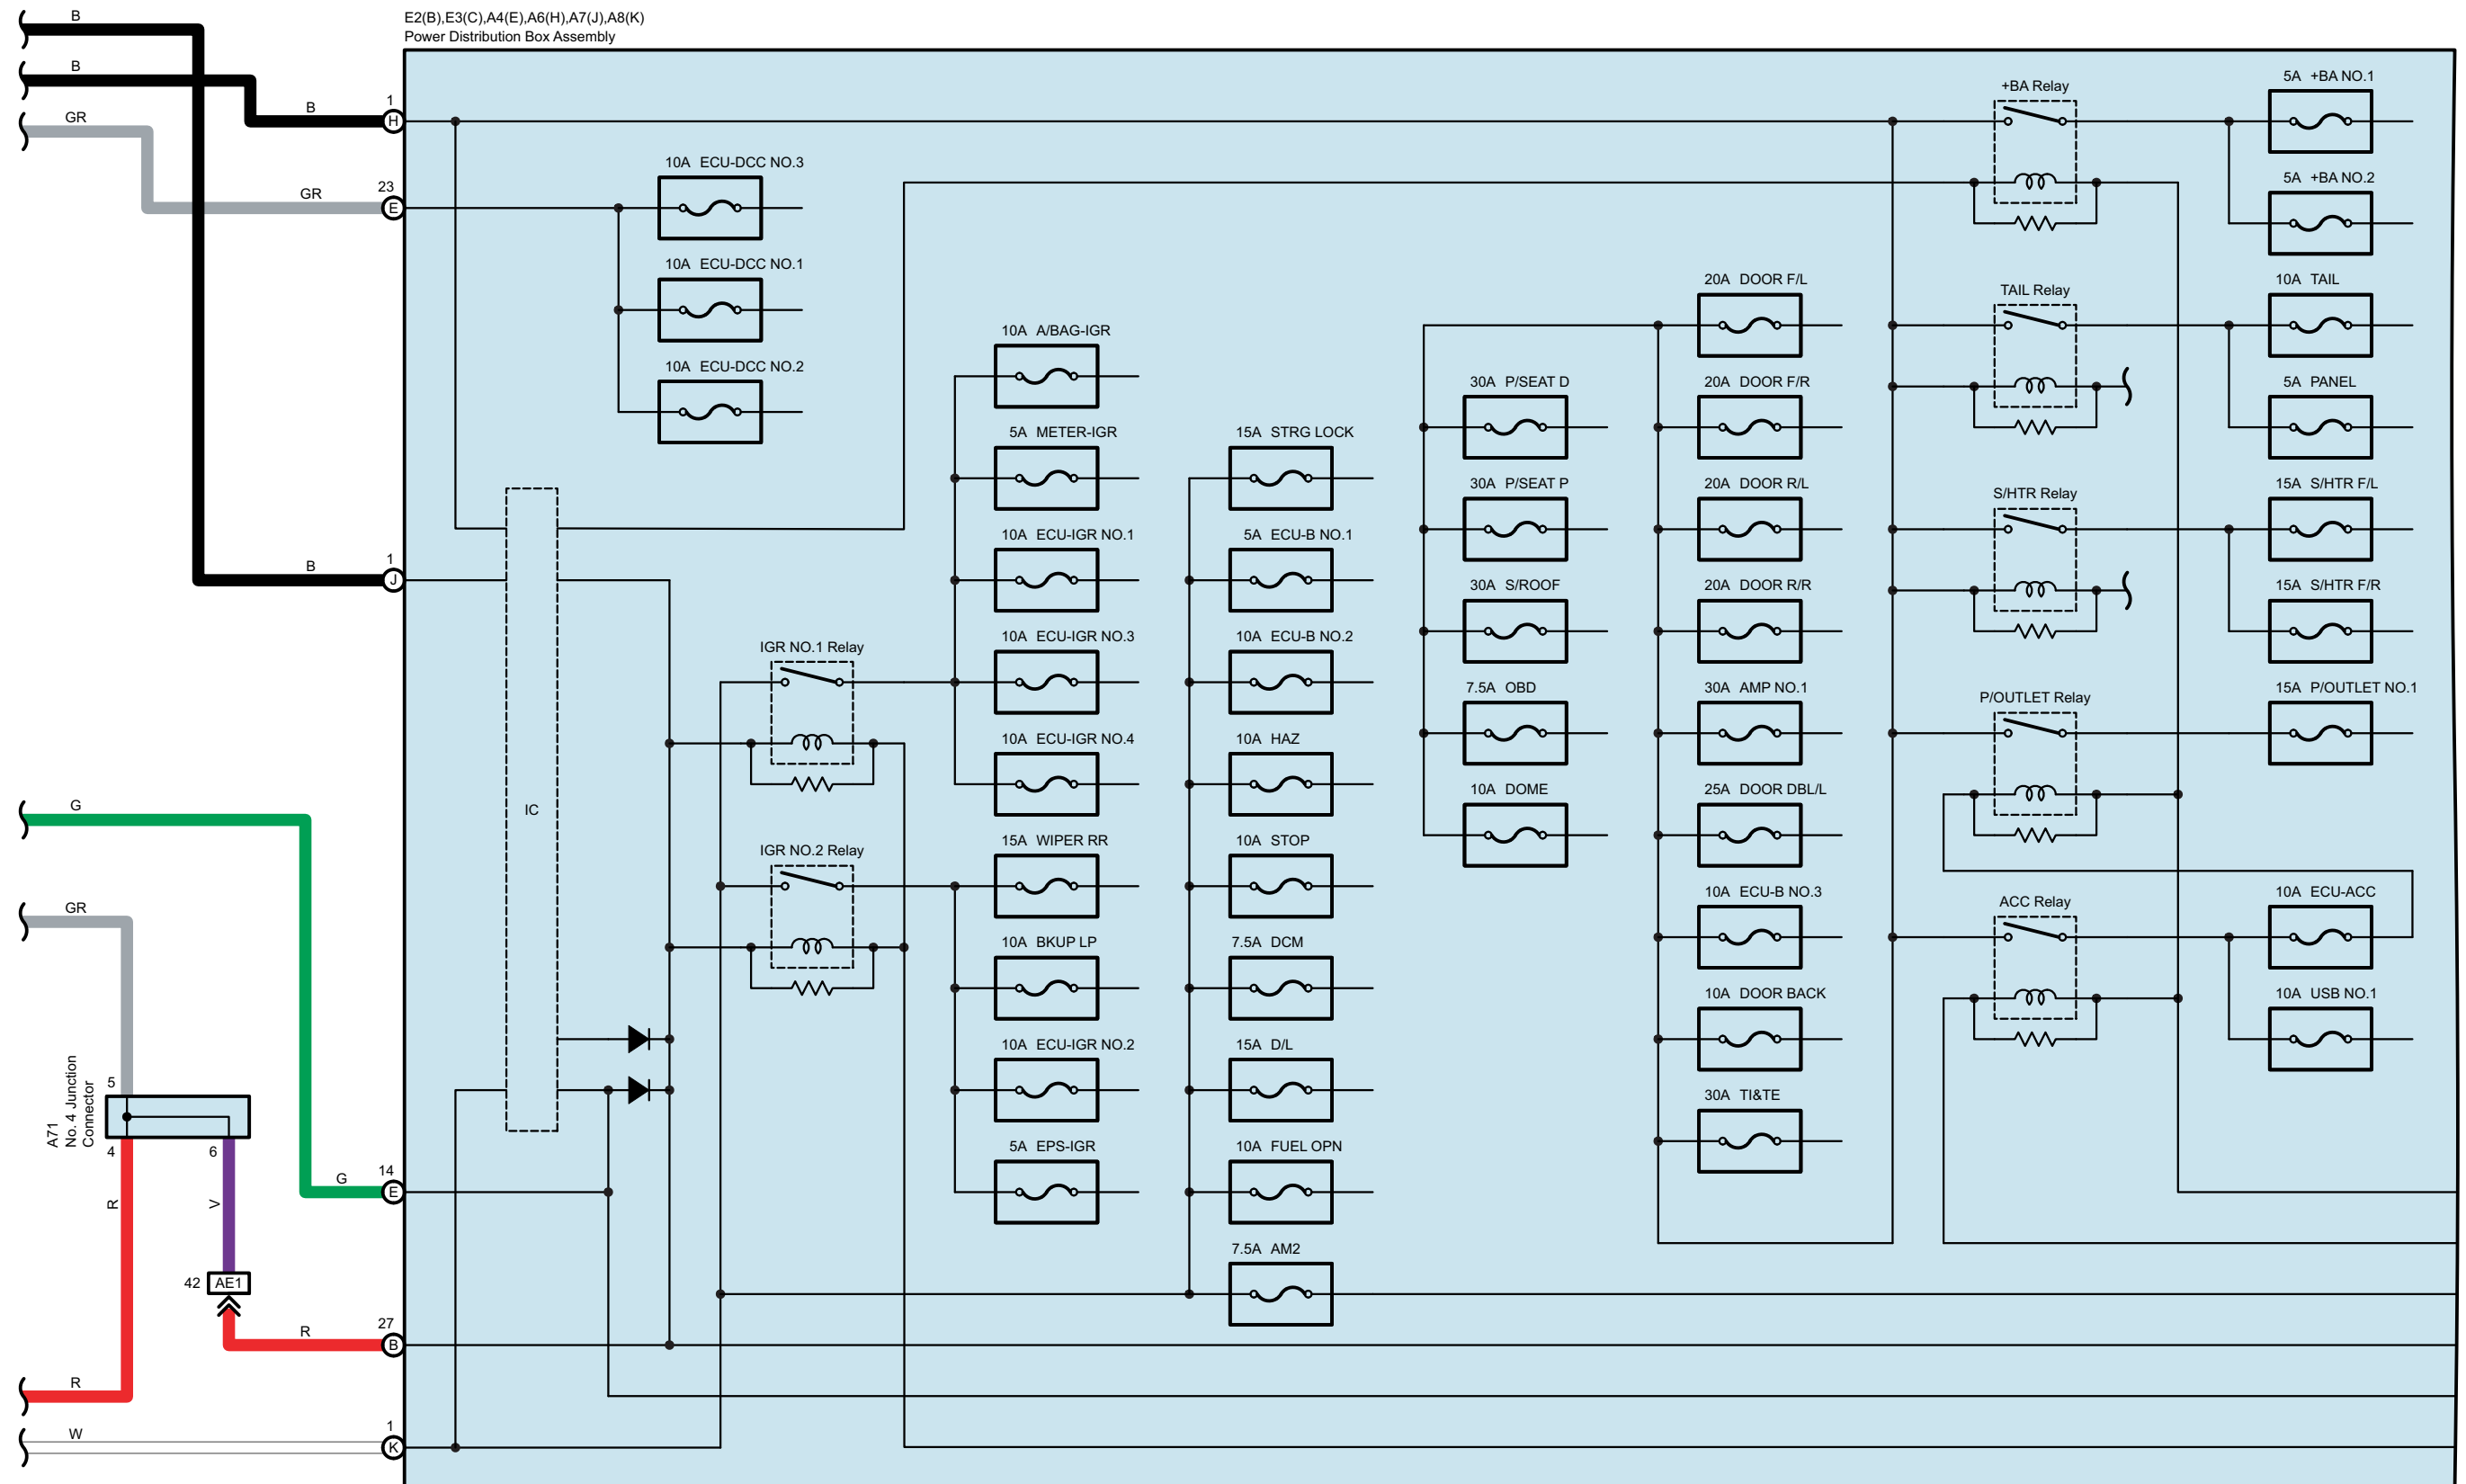 E2(B),E3(C),A4(E),A6(H),A7(J),A8(K)
Power Distribution Box Assembly
B
B
GR
B
1
H
GR
23
E
B
1
J
G
GR
5
A71
No. 4 Junction
Connector
4
6
R
V
G
14
E
42
AE1
R
27
B
R
W
1
K
IC
10A ECU-DCC NO.3
10A ECU-DCC NO.1
10A ECU-DCC NO.2
IGR NO.1 Relay
IGR NO.2 Relay
10A A/BAG-IGR
5A METER-IGR
10A ECU-IGR NO.1
10A ECU-IGR NO.3
10A ECU-IGR NO.4
15A WIPER RR
10A BKUP LP
10A ECU-IGR NO.2
5A EPS-IGR
15A STRG LOCK
5A ECU-B NO.1
10A ECU-B NO.2
10A HAZ
10A STOP
7.5A DCM
15A D/L
10A FUEL OPN
7.5A AM2
30A P/SEAT D
30A P/SEAT P
30A S/ROOF
7.5A OBD
10A DOME
20A DOOR F/L
20A DOOR F/R
20A DOOR R/L
20A DOOR R/R
30A AMP NO.1
25A DOOR DBL/L
10A ECU-B NO.3
10A DOOR BACK
30A TI&TE
+BA Relay
TAIL Relay
S/HTR Relay
P/OUTLET Relay
ACC Relay
5A +BA NO.1
5A +BA NO.2
10A TAIL
5A PANEL
15A S/HTR F/L
15A S/HTR F/R
15A P/OUTLET NO.1
10A ECU-ACC
10A USB NO.1